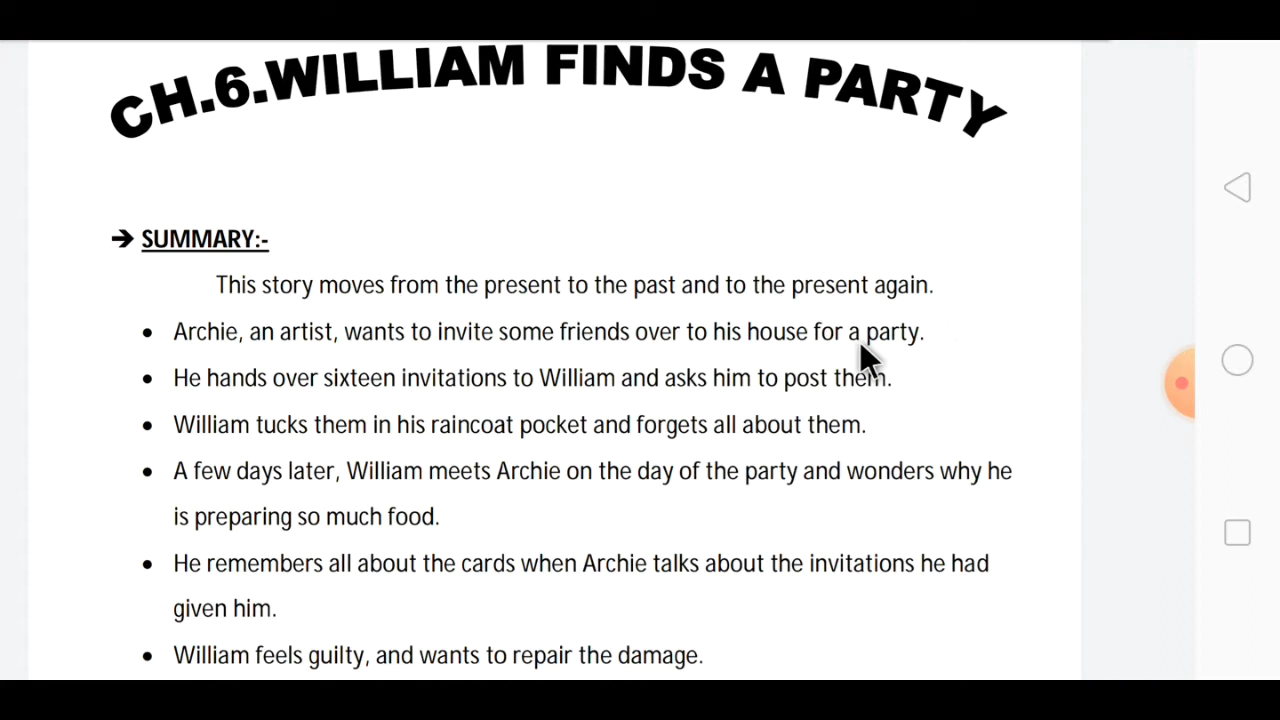 CH.6.WILLIAM FINDS A PARTY
➔ SUMMARY:-
This story moves from the present to the past and to the present again.
• Archie, an artist, wants to invite some friends over to his house for a party.
• He hands over sixteen invitations to William and asks him to post them.
• William tucks them in his raincoat pocket and forgets all about them.
• A few days later, William meets Archie on the day of the party and wonders why he
is preparing so much food.
• He remembers all about the cards when Archie talks about the invitations he had
given him.
• William feels guilty, and wants to repair the damage.